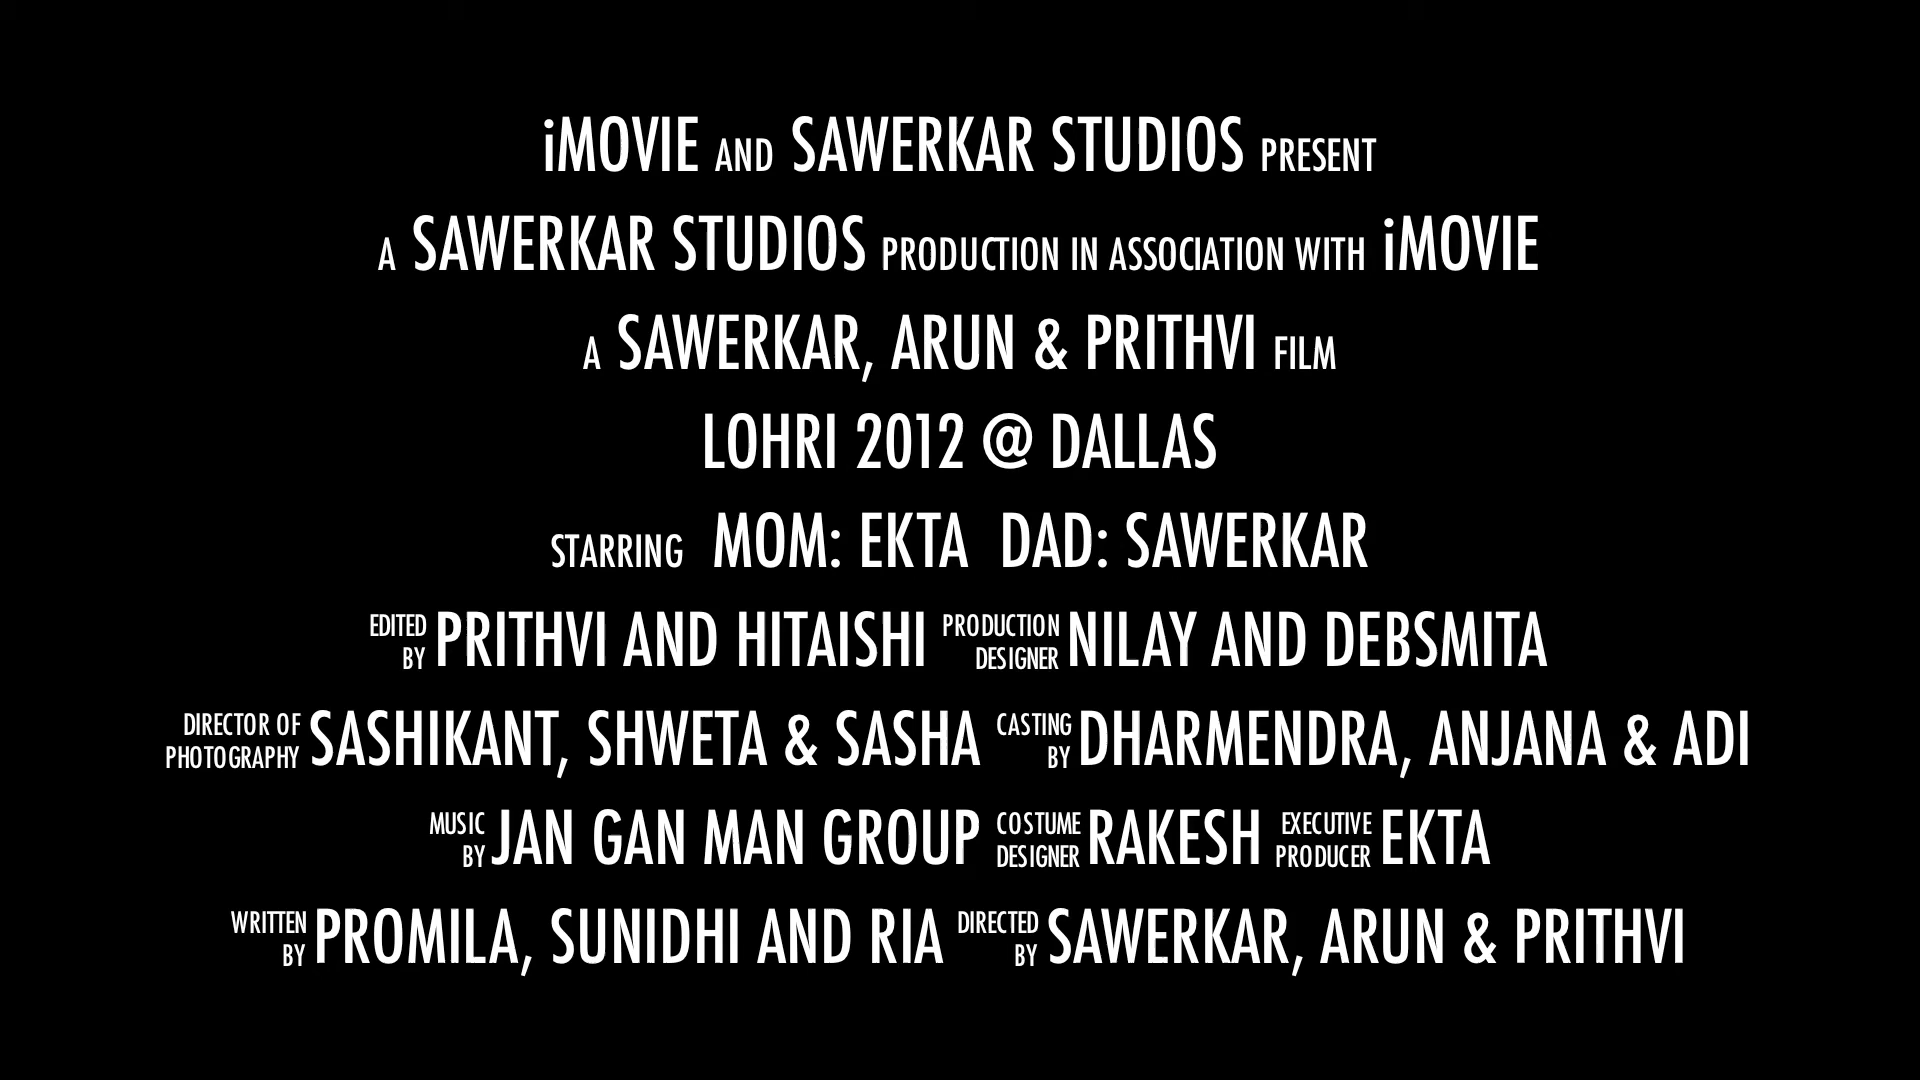 iMOVIE AND SAWERKAR STUDIOS PRESENT
A SAWERKAR STUDIOS PRODUCTION IN ASSOCIATION WITH iMOVIE
A SAWERKAR, ARUN & PRITHVI FILM
LOHRI 2012 @ DALLAS
STARRING MOM: EKTA DAD: SAWERKAR
EDITED BY PRITHVI AND HITAISHI PRODUCTION DESIGNER NILAY AND DEBSMITA
DIRECTOR OF PHOTOGRAPHY SASHIKANT, SHWETA & SASHA CASTING BY DHARMENDRA, ANJANA & ADI
MUSIC BY JAN GAN MAN GROUP COSTUME DESIGNER RAKESH EXECUTIVE PRODUCER EKTA
WRITTEN BY PROMILA, SUNIDHI AND RIA DIRECTED BY SAWERKAR, ARUN & PRITHVI